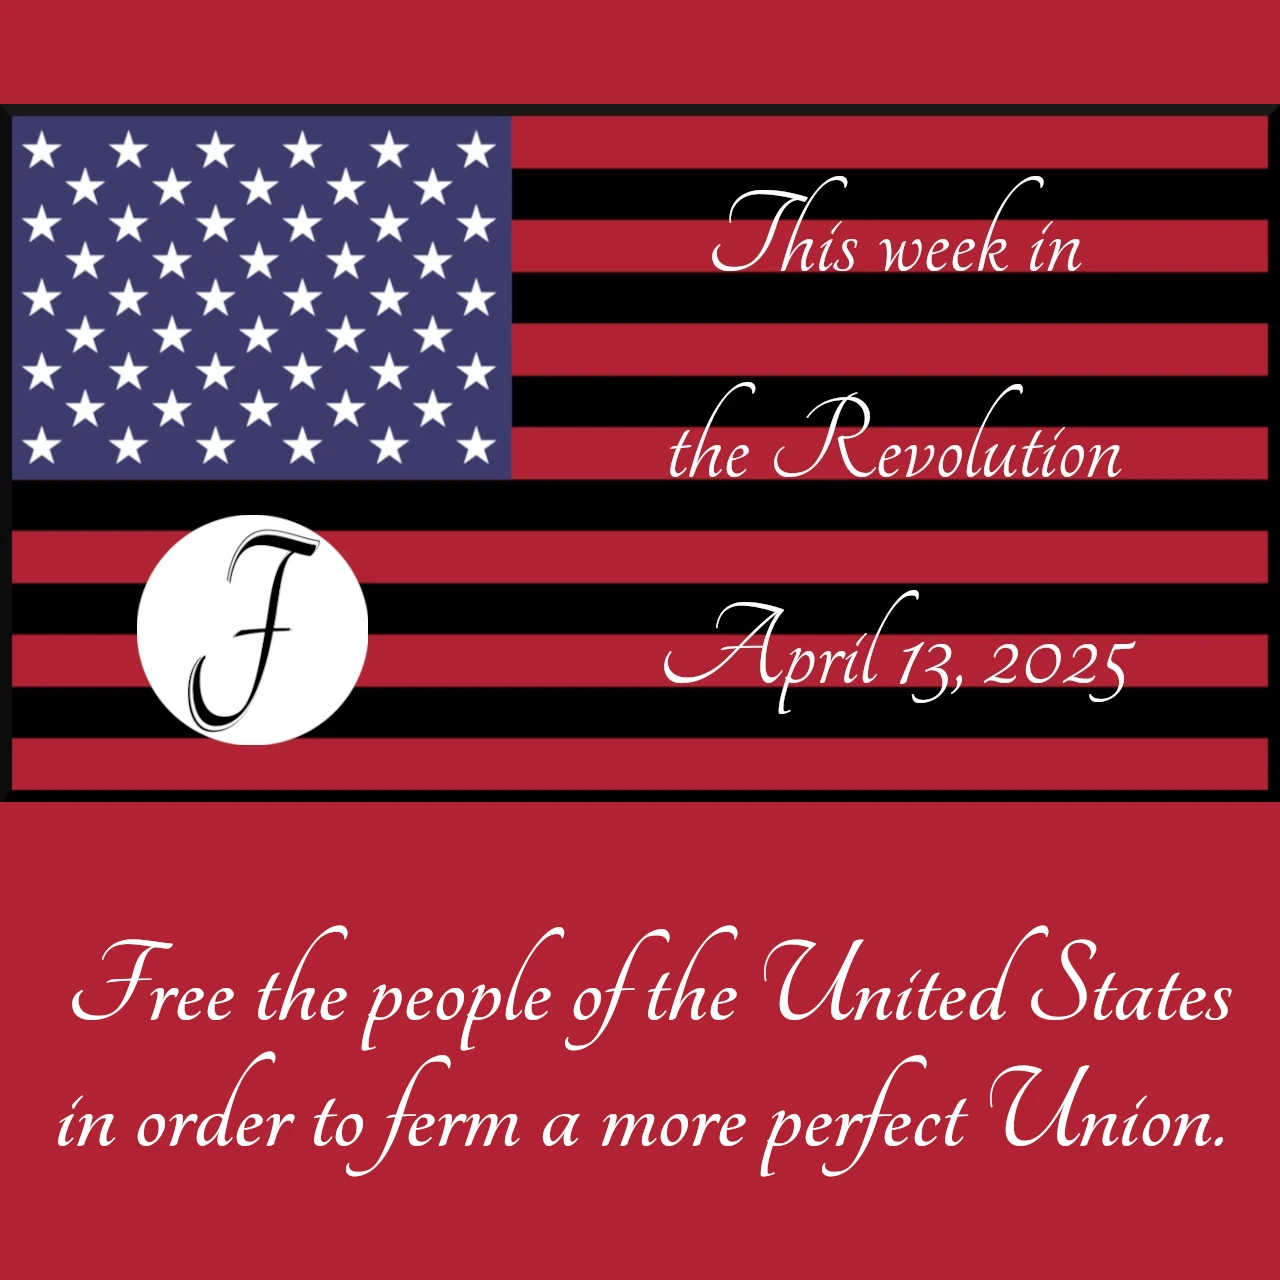 This week in
the Revolution
F
April 13, 2025
Free the people of the United States
in order to ferm a more perfect Union.